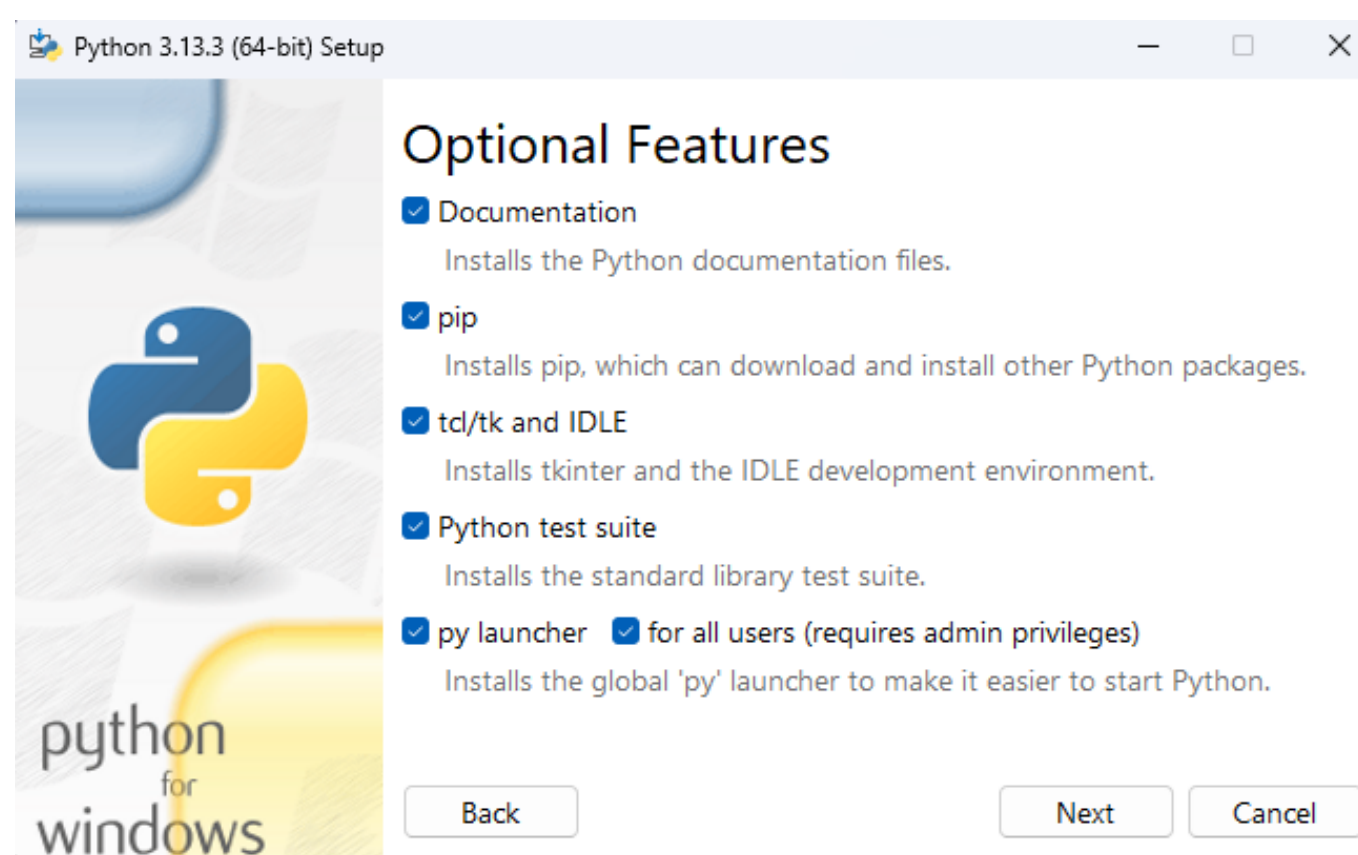 Python 3.13.3 (64-bit) Setup
Optional Features
Documentation
Installs the Python documentation files.
pip
Installs pip, which can download and install other Python packages.
tcl/tk and IDLE
Installs tkinter and the IDLE development environment.
Python test suite
Installs the standard library test suite.
py launcher for all users (requires admin privileges)
Installs the global 'py' launcher to make it easier to start Python.
python
for
windows
Back Next Cancel